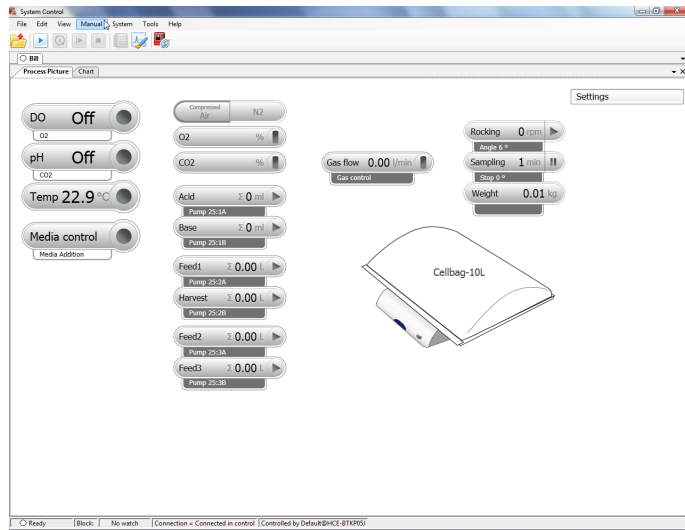 System Control
File Edit View Manual System Tools Help
Bill
Process Picture Chart
Settings
DO Off
O2
pH Off
CO2
Temp 22.9 °C
Media control
Media Addition
Compressed
Air N2
O2 %
CO2 %
Acid Σ 0 ml
Pump 25:1A
Base Σ 0 ml
Pump 25:1B
Feed1 Σ 0.00 L
Pump 25:2A
Harvest Σ 0.00 L
Pump 25:2B
Feed2 Σ 0.00 L
Pump 25:3A
Feed3 Σ 0.00 L
Pump 25:3B
Gas flow 0.00 l/min
Gas control
Rocking 0 rpm
Angle 6 °
Sampling 1 min
Stop 0 °
Weight 0.01 kg
Cellbag-10L
Ready Block: No watch Connection = Connected in control Controlled by Default@HCE-BTKP05J